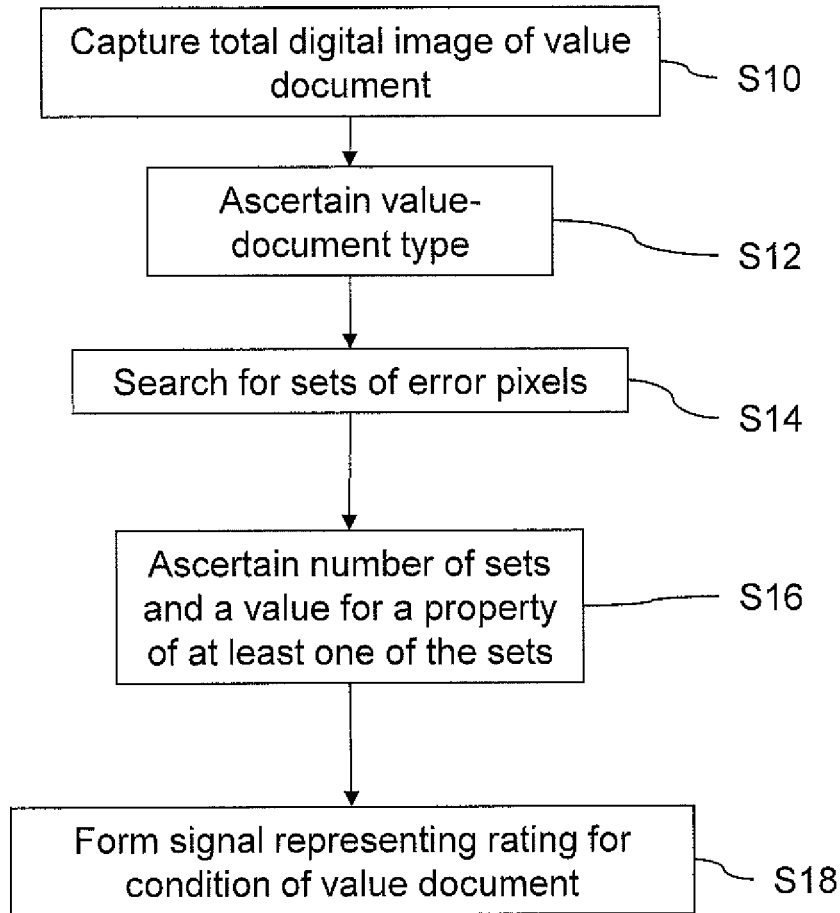 Capture total digital image of value
document
S10
Ascertain value-
document type
S12
Search for sets of error pixels
S14
Ascertain number of sets
and a value for a property
of at least one of the sets
S16
Form signal representing rating for
condition of value document
S18